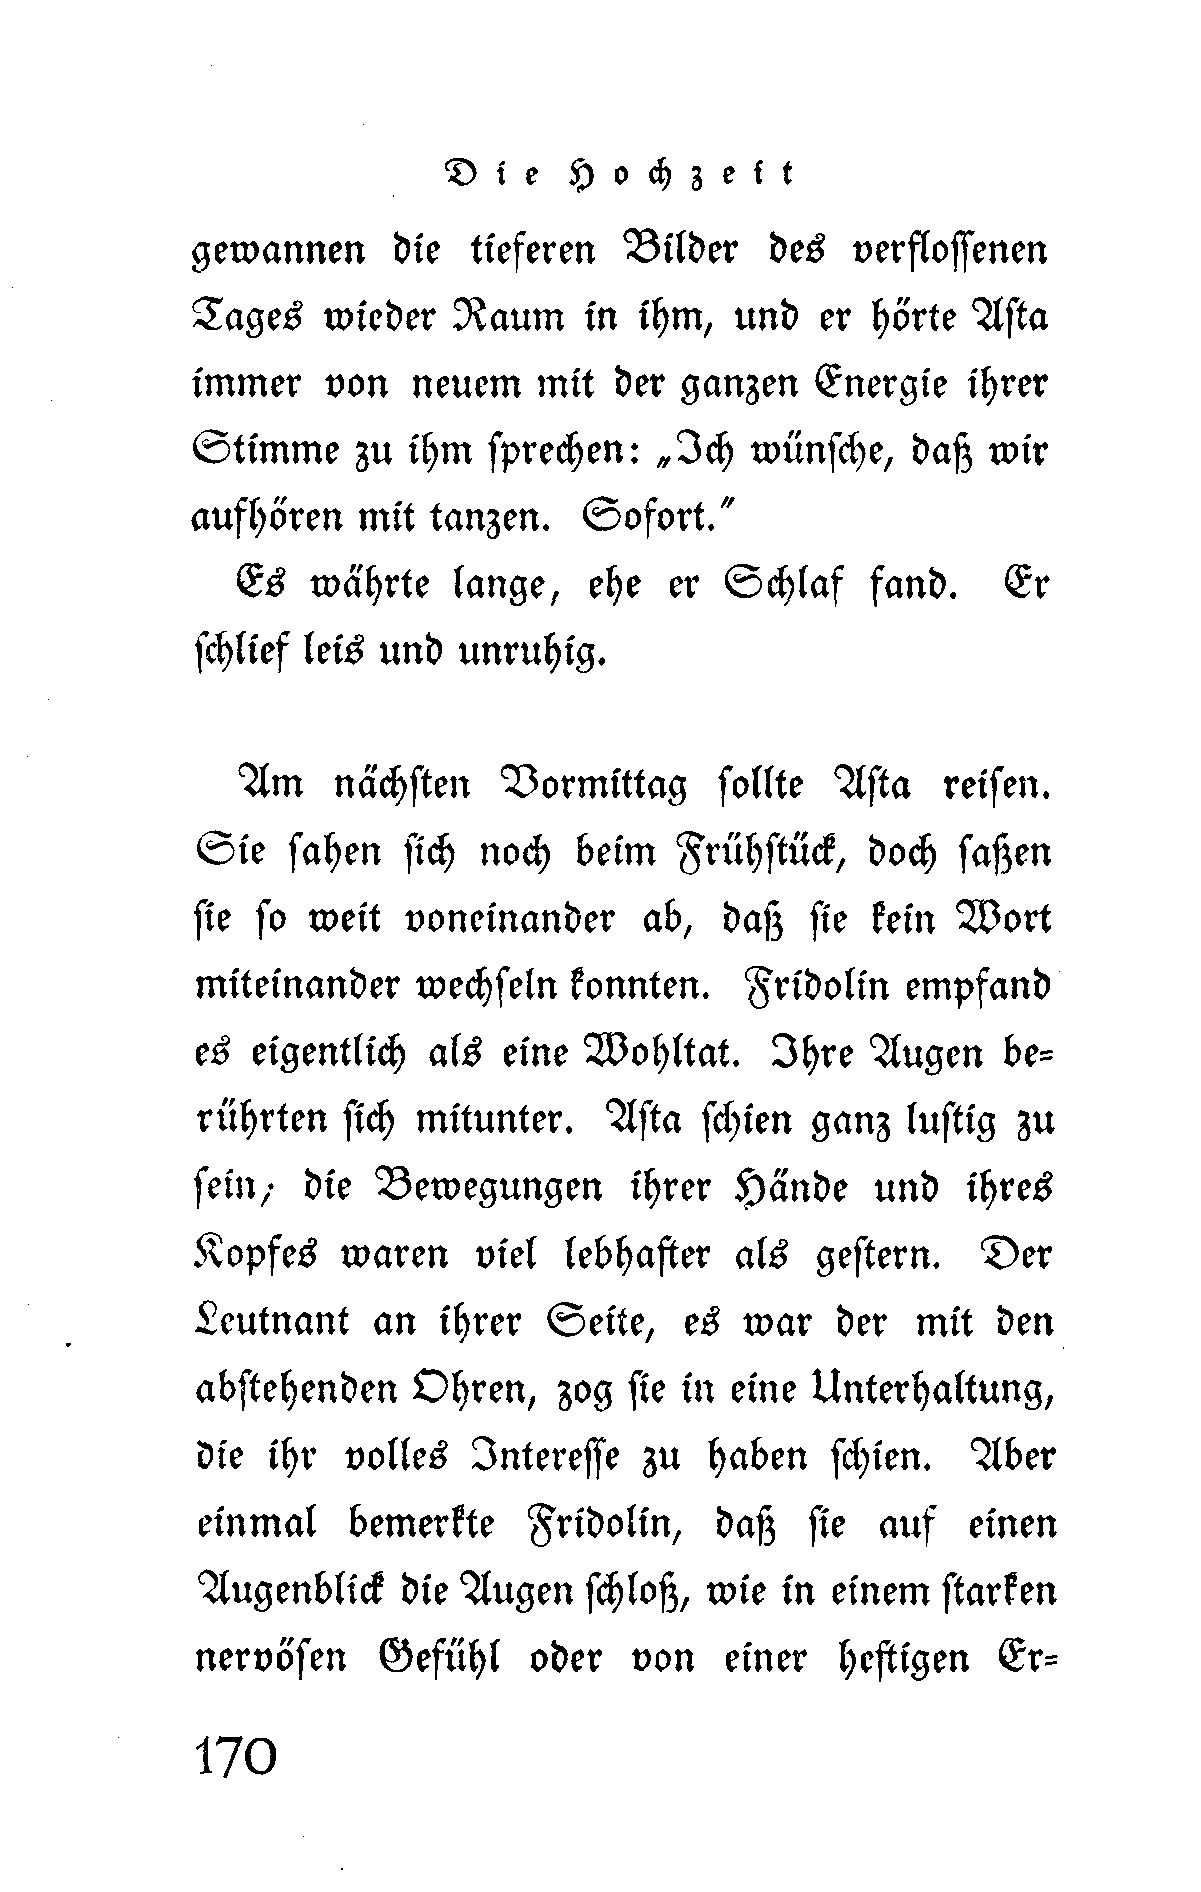 Die Hochzeit
gewannen die tieferen Bilder des verflossenen
Tages wieder Raum in ihm, und er hörte Asta
immer von neuem mit der ganzen Energie ihrer
Stimme zu ihm sprechen: „Ich wünsche, daß wir
aufhören mit tanzen. Sofort."
Es währte lange, ehe er Schlaf fand. Er
schlief leis und unruhig.
Am nächsten Vormittag sollte Asta reisen.
Sie sahen sich noch beim Frühstück, doch saßen
sie so weit voneinander ab, daß sie kein Wort
miteinander wechseln konnten. Fridolin empfand
es eigentlich als eine Wohltat. Ihre Augen be-
rührten sich mitunter. Asta schien ganz lustig zu
sein; die Bewegungen ihrer Hände und ihres
Kopfes waren viel lebhafter als gestern. Der
Leutnant an ihrer Seite, es war der mit den
abstehenden Ohren, zog sie in eine Unterhaltung,
die ihr volles Interesse zu haben schien. Aber
einmal bemerkte Fridolin, daß sie auf einen
Augenblick die Augen schloß, wie in einem starken
nervösen Gefühl oder von einer heftigen Er-
170